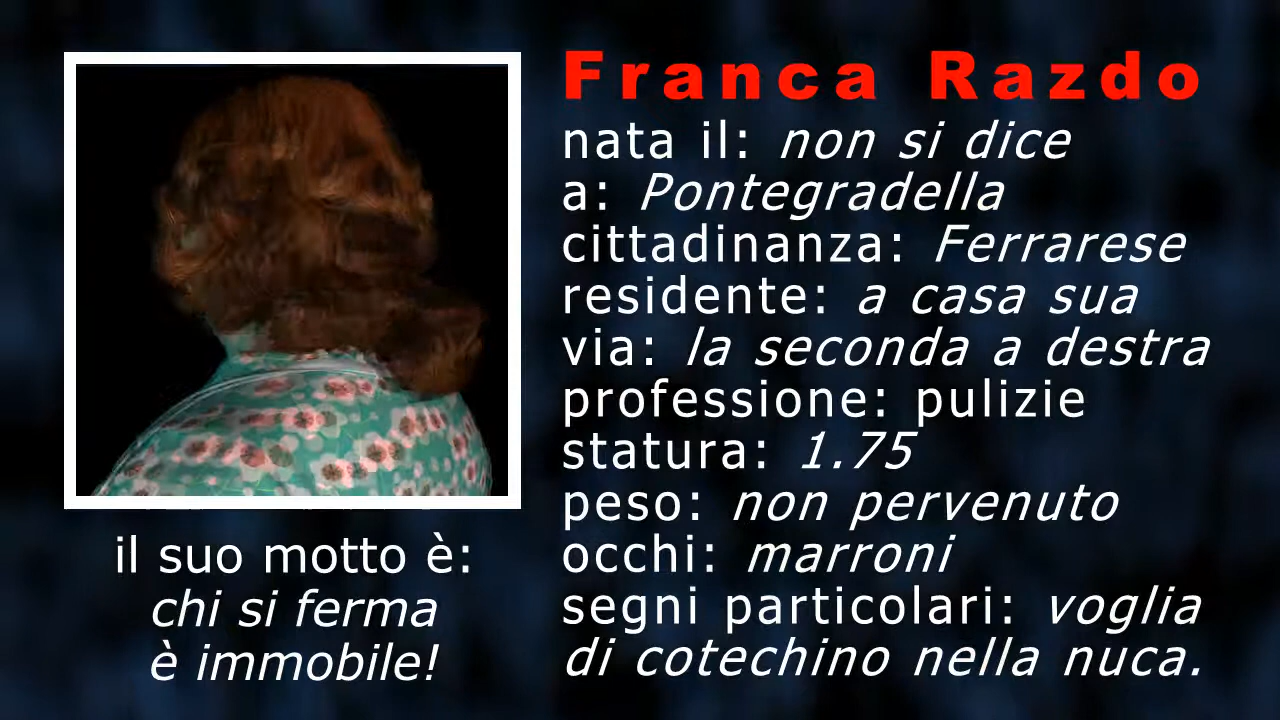 Franca Razdo
nata il: non si dice
a: Pontegradella
cittadinanza: Ferrarese
residente: a casa sua
via: la seconda a destra
professione: pulizie
statura: 1.75
peso: non pervenuto
occhi: marroni
segni particolari: voglia
di cotechino nella nuca.
il suo motto è:
chi si ferma
è immobile!